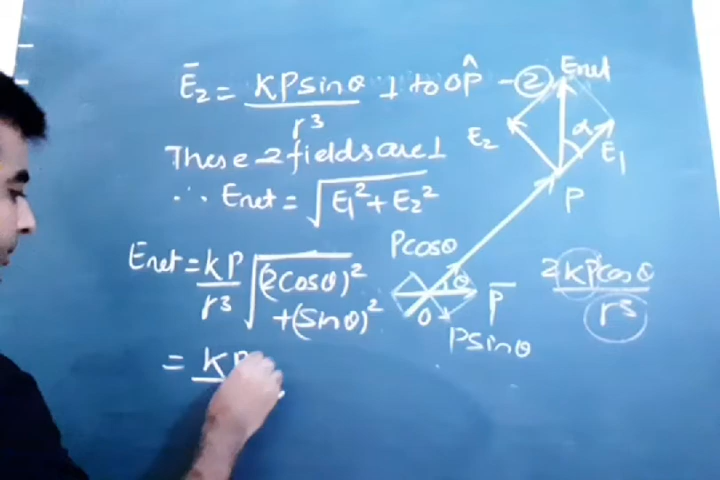 Ē₂ = KPsinθ/r³ ⊥ to OP̂ - ②
These 2 fields are ⊥
∴ Enet = √(E₁² + E₂²)
Enet = KP/r³ √((2cosθ)² + (sinθ)²)
= KP
Enet
α
E₂
E₁
P
Pcosθ
θ
P̄
O
Psinθ
2KPcosθ/r³